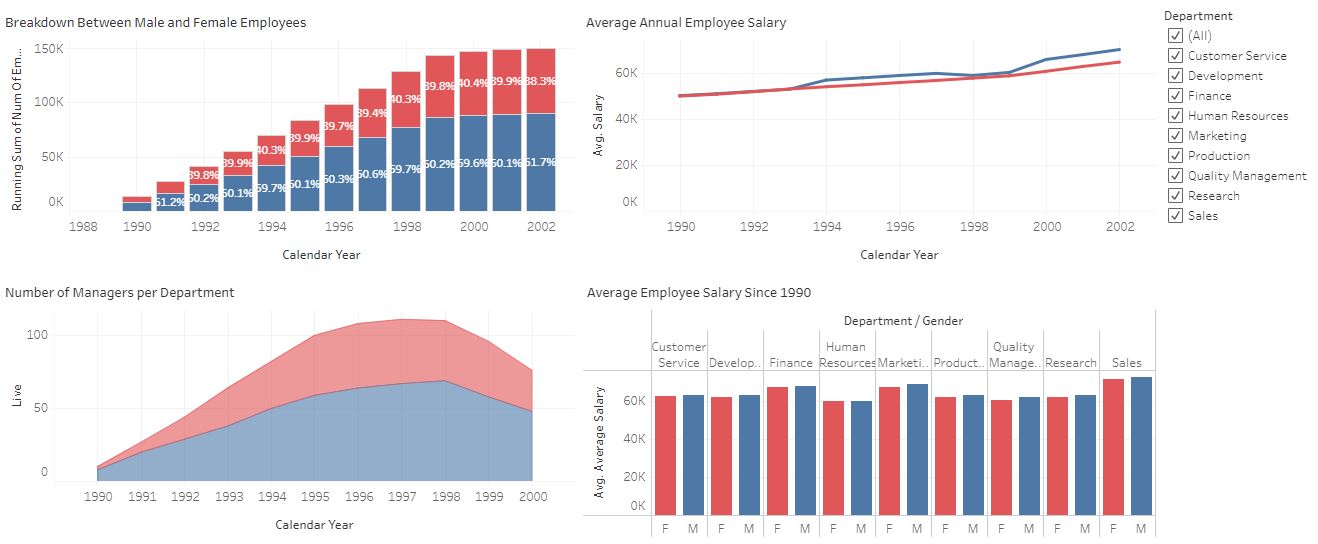 Breakdown Between Male and Female Employees
Running Sum of Num Of Em...
150K
100K
50K
0K
39.8%
39.9%
40.3%
39.9%
39.7%
39.4%
40.3%
39.8%
40.4%
39.9%
38.3%
61.2%
60.2%
60.1%
59.7%
60.1%
60.3%
60.6%
59.7%
60.2%
59.6%
60.1%
61.7%
1988 1990 1992 1994 1996 1998 2000 2002
Calendar Year
Average Annual Employee Salary
Avg. Salary
60K
40K
20K
0K
1990 1992 1994 1996 1998 2000 2002
Calendar Year
Department
(All)
Customer Service
Development
Finance
Human Resources
Marketing
Production
Quality Management
Research
Sales
Number of Managers per Department
Live
100
50
0
1990 1991 1992 1993 1994 1995 1996 1997 1998 1999 2000
Calendar Year
Average Employee Salary Since 1990
Department / Gender
Customer Service
Develop..
Finance
Human Resources
Marketi..
Product..
Quality Manage..
Research
Sales
Avg. Average Salary
60K
40K
20K
0K
F M F M F M F M F M F M F M F M F M